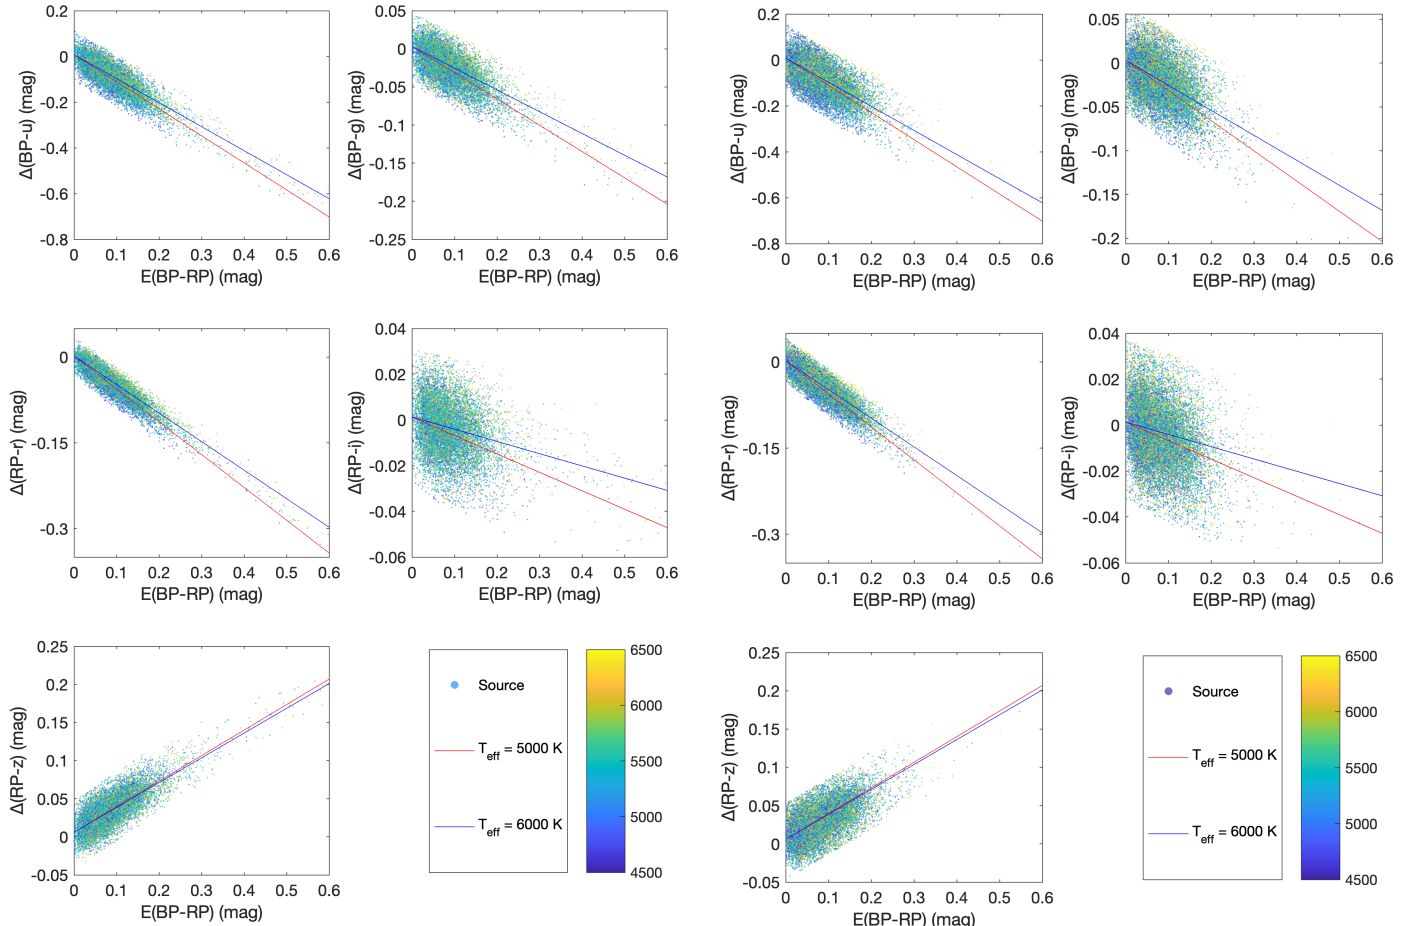 0.2
0
-0.2
-0.4
-0.6
-0.8
Δ(BP-u) (mag)
0 0.1 0.2 0.3 0.4 0.5 0.6
E(BP-RP) (mag)
0.05
0
-0.05
-0.1
-0.15
-0.2
-0.25
Δ(BP-g) (mag)
0 0.1 0.2 0.3 0.4 0.5 0.6
E(BP-RP) (mag)
0.2
0
-0.2
-0.4
-0.6
-0.8
Δ(BP-u) (mag)
0 0.1 0.2 0.3 0.4 0.5 0.6
E(BP-RP) (mag)
0.05
0
-0.05
-0.1
-0.15
-0.2
Δ(BP-g) (mag)
0 0.1 0.2 0.3 0.4 0.5 0.6
E(BP-RP) (mag)
0
-0.15
-0.3
Δ(RP-r) (mag)
0 0.1 0.2 0.3 0.4 0.5 0.6
E(BP-RP) (mag)
0.04
0.02
0
-0.02
-0.04
-0.06
Δ(RP-i) (mag)
0 0.1 0.2 0.3 0.4 0.5 0.6
E(BP-RP) (mag)
0
-0.15
-0.3
Δ(RP-r) (mag)
0 0.1 0.2 0.3 0.4 0.5 0.6
E(BP-RP) (mag)
0.04
0.02
0
-0.02
-0.04
-0.06
Δ(RP-i) (mag)
0 0.1 0.2 0.3 0.4 0.5 0.6
E(BP-RP) (mag)
0.25
0.2
0.15
0.1
0.05
0
-0.05
Δ(RP-z) (mag)
0 0.1 0.2 0.3 0.4 0.5 0.6
E(BP-RP) (mag)
Source
T_eff = 5000 K
T_eff = 6000 K
6500
6000
5500
5000
4500
0.25
0.2
0.15
0.1
0.05
0
-0.05
Δ(RP-z) (mag)
0 0.1 0.2 0.3 0.4 0.5 0.6
E(BP-RP) (mag)
Source
T_eff = 5000 K
T_eff = 6000 K
6500
6000
5500
5000
4500